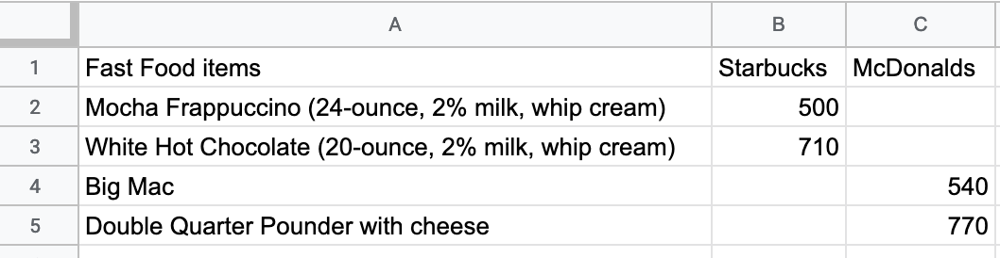 A B C
1 Fast Food items Starbucks McDonalds
2 Mocha Frappuccino (24-ounce, 2% milk, whip cream) 500
3 White Hot Chocolate (20-ounce, 2% milk, whip cream) 710
4 Big Mac 540
5 Double Quarter Pounder with cheese 770